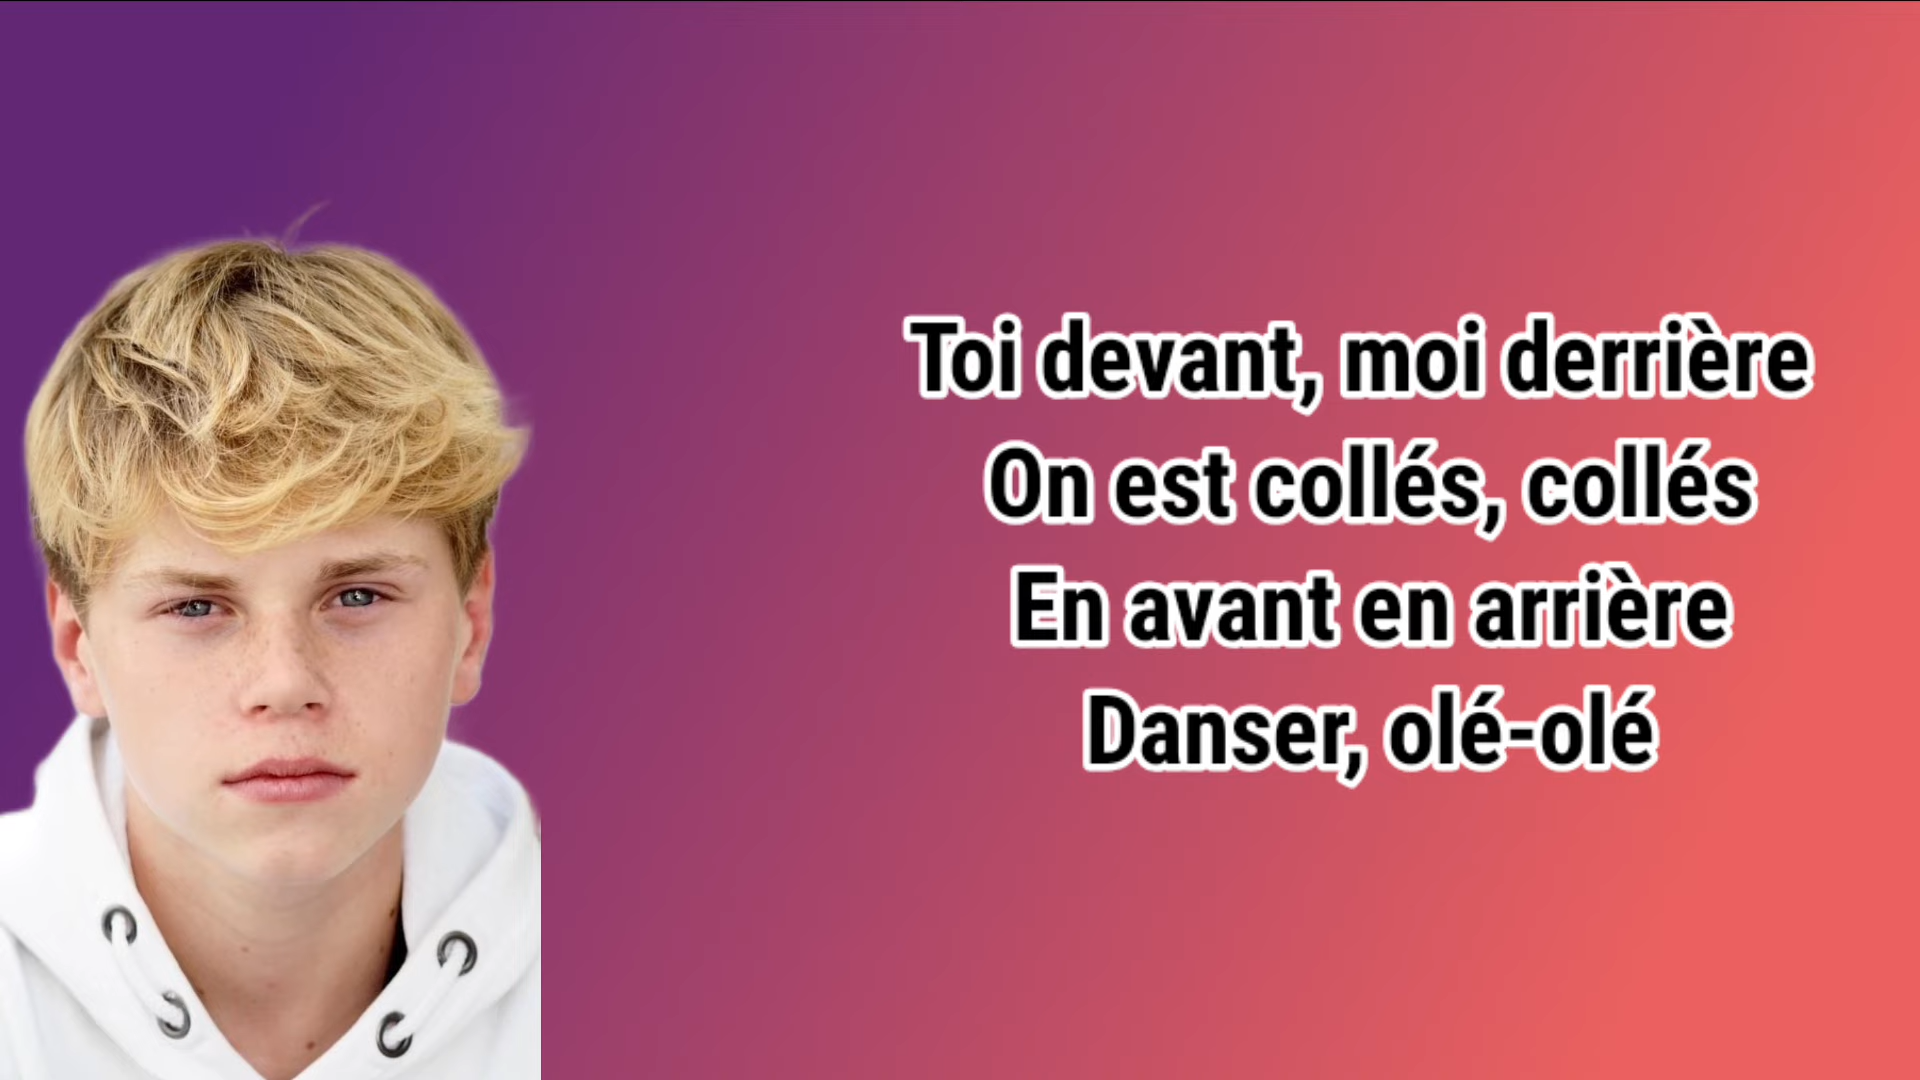 Toi devant, moi derrière
On est collés, collés
En avant en arrière
Danser, olé-olé